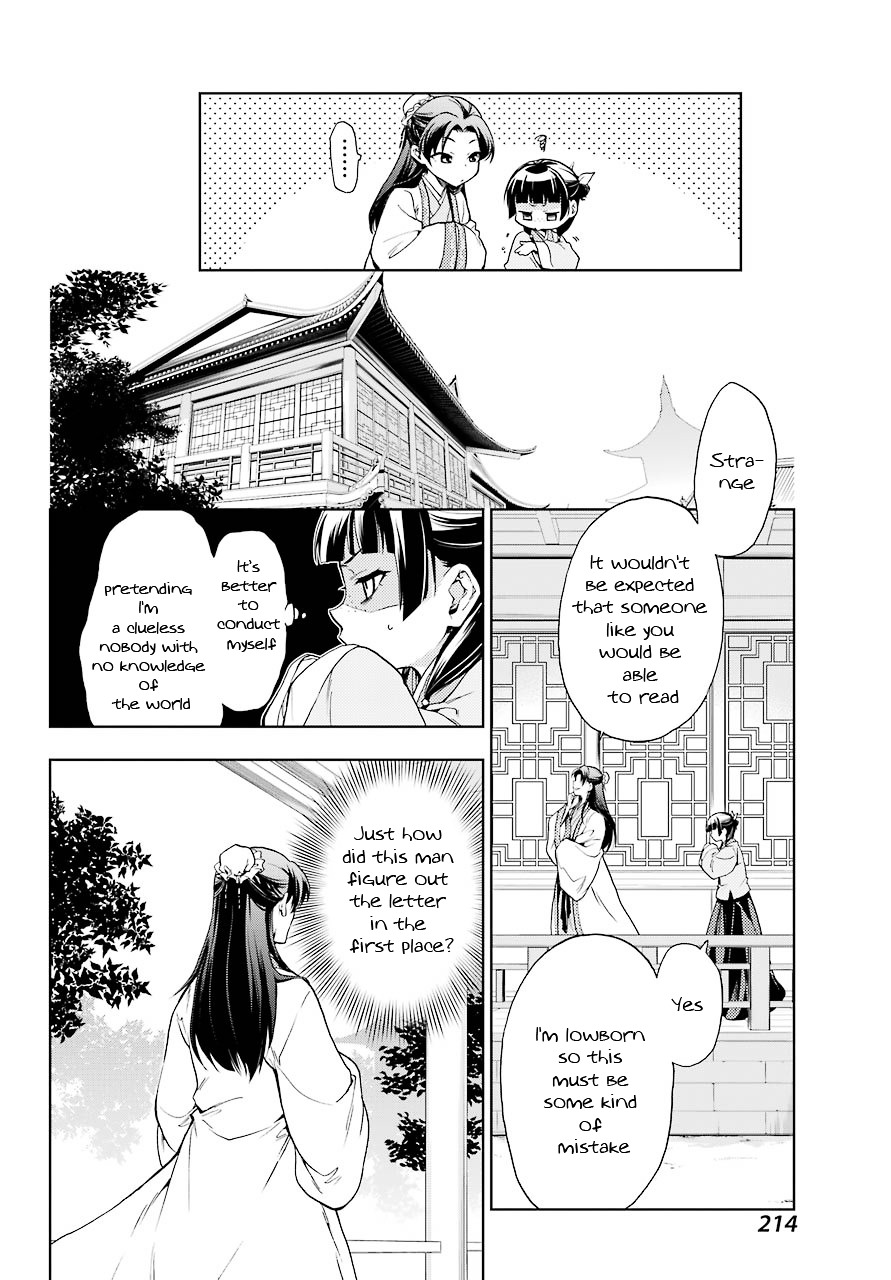 ....
Stra-
nge
It wouldn't
be expected
that someone
like you
would be
able
to read
Yes
I'm lowborn
so this
must be
some kind
of
mistake
It's
better
to
conduct
myself
pretending
I'm
a clueless
nobody with
no knowledge
of
the world
Just how
did this man
figure out
the letter
in the
first place?
214